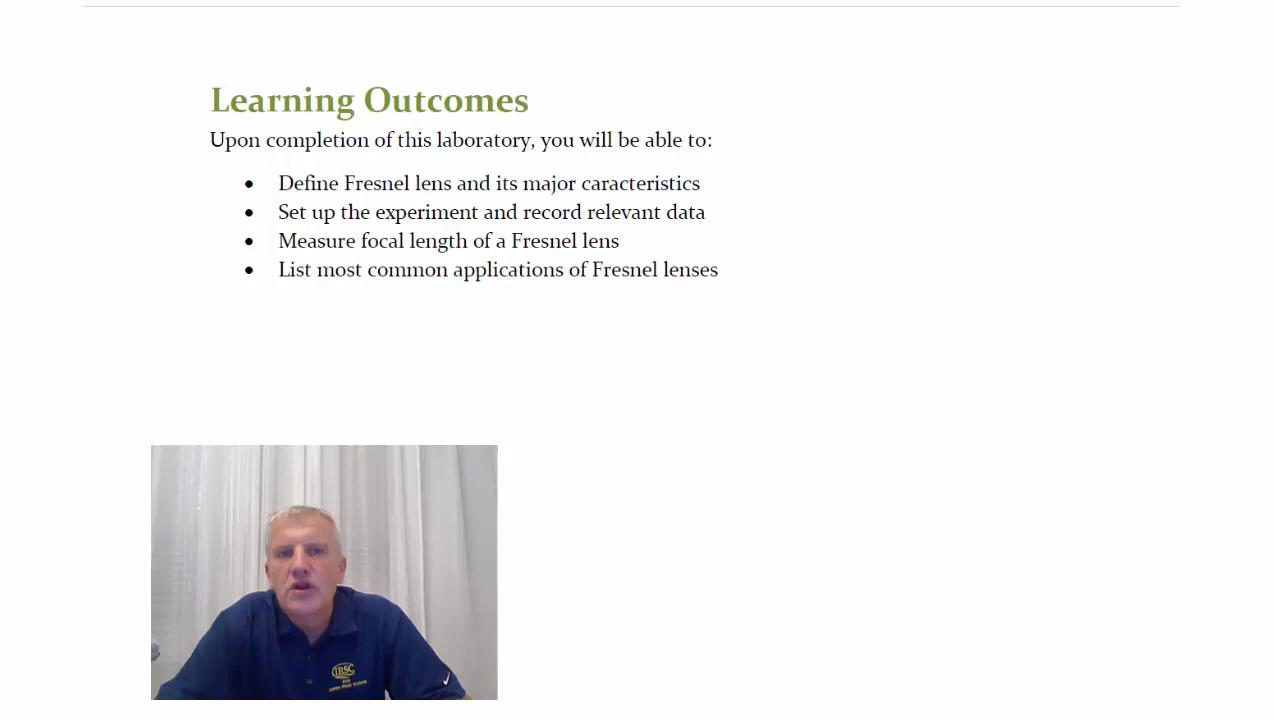 Learning Outcomes
Upon completion of this laboratory, you will be able to:
• Define Fresnel lens and its major caracteristics
• Set up the experiment and record relevant data
• Measure focal length of a Fresnel lens
• List most common applications of Fresnel lenses